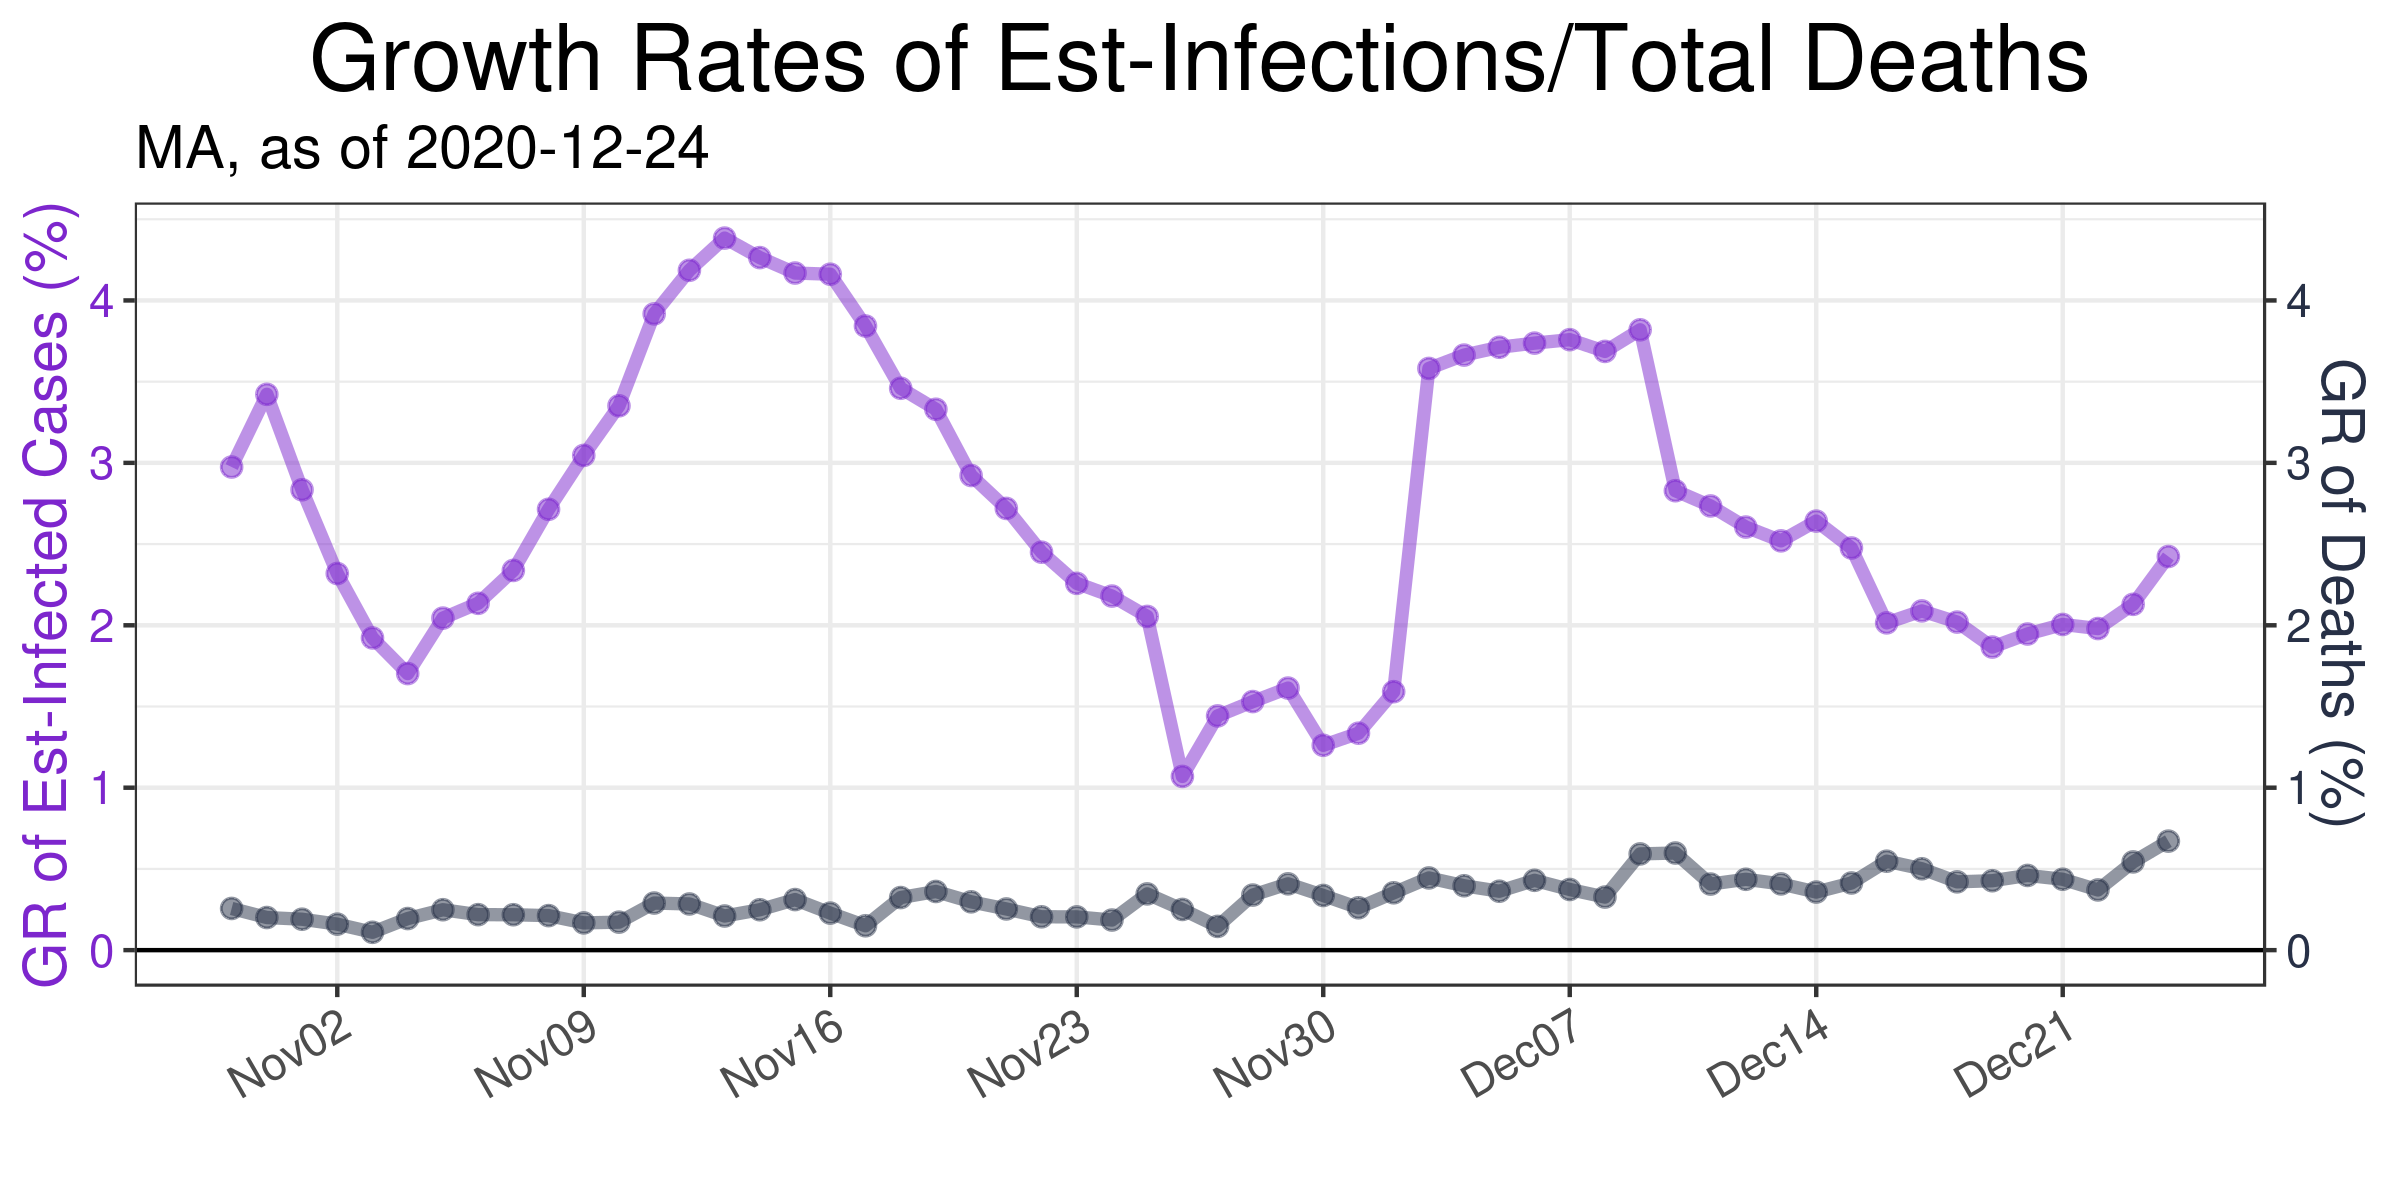 Growth Rates of Est-Infections/Total Deaths
MA, as of 2020-12-24
GR of Est-Infected Cases (%)
4
3
2
1
0
4
3
2
1
0
GR of Deaths (%)
Nov02
Nov09
Nov16
Nov23
Nov30
Dec07
Dec14
Dec21